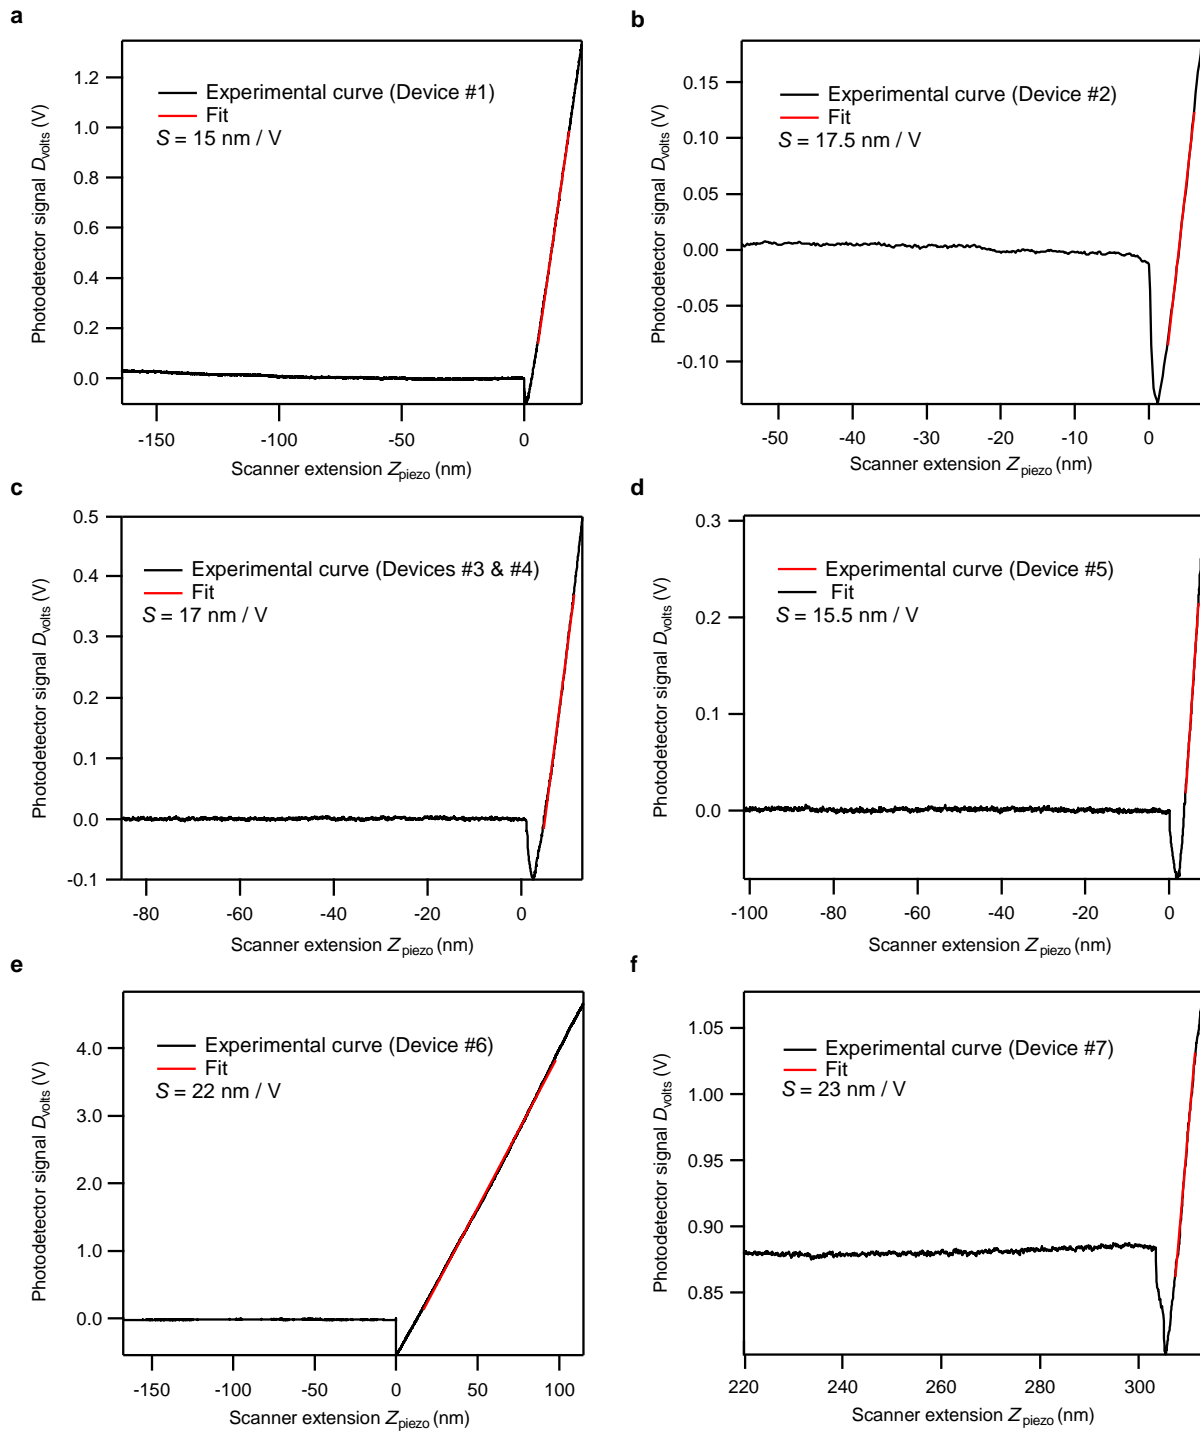 a
Photodetector signal Dvolts (V)
1.2
1.0
0.8
0.6
0.4
0.2
0.0
Experimental curve (Device #1)
Fit
S = 15 nm / V
-150
-100
-50
0
Scanner extension Zpiezo (nm)
b
Photodetector signal Dvolts (V)
0.15
0.10
0.05
0.00
-0.05
-0.10
Experimental curve (Device #2)
Fit
S = 17.5 nm / V
-50
-40
-30
-20
-10
0
Scanner extension Zpiezo (nm)
c
Photodetector signal Dvolts (V)
0.5
0.4
0.3
0.2
0.1
0.0
-0.1
Experimental curve (Devices #3 & #4)
Fit
S = 17 nm / V
-80
-60
-40
-20
0
Scanner extension Zpiezo (nm)
d
Photodetector signal Dvolts (V)
0.3
0.2
0.1
0.0
Experimental curve (Device #5)
Fit
S = 15.5 nm / V
-100
-80
-60
-40
-20
0
Scanner extension Zpiezo (nm)
e
Photodetector signal Dvolts (V)
4.0
3.0
2.0
1.0
0.0
Experimental curve (Device #6)
Fit
S = 22 nm / V
-150
-100
-50
0
50
100
Scanner extension Zpiezo (nm)
f
Photodetector signal Dvolts (V)
1.05
1.00
0.95
0.90
0.85
Experimental curve (Device #7)
Fit
S = 23 nm / V
220
240
260
280
300
Scanner extension Zpiezo (nm)